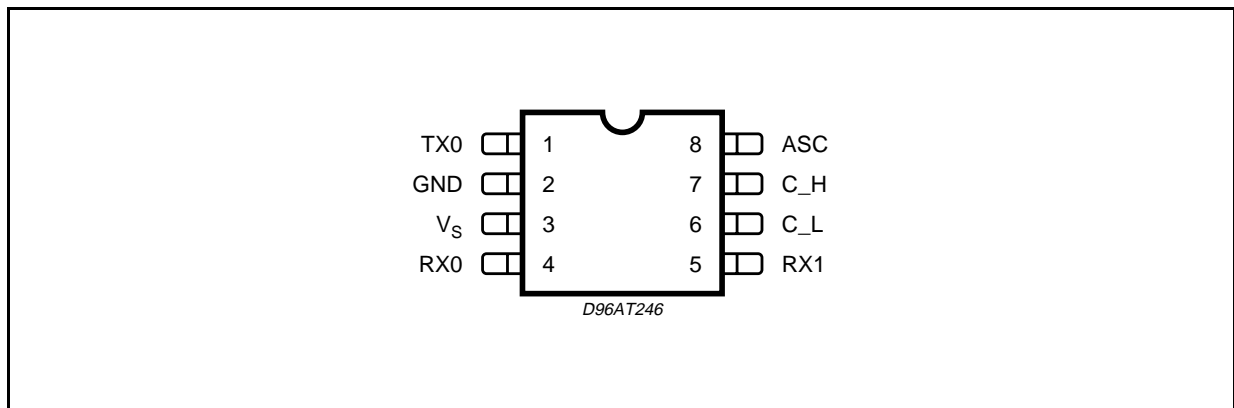 TX0 1 8 ASC
GND 2 7 C_H
VS 3 6 C_L
RX0 4 5 RX1
D96AT246